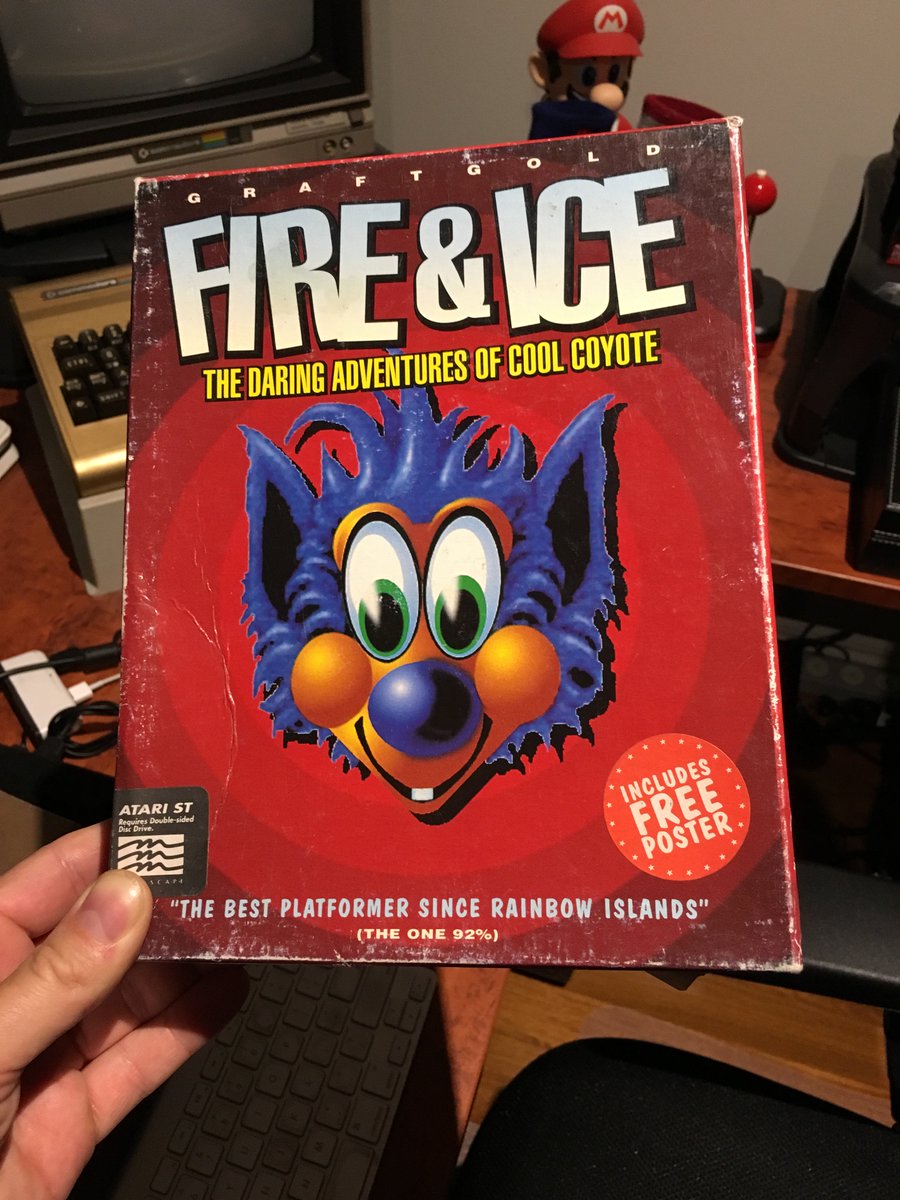 GRAFTGOLD
FIRE & ICE
THE DARING ADVENTURES OF COOL COYOTE
commodore
INCLUDES
FREE
POSTER
ATARI ST
Requires Double-sided
Disc Drive.
"THE BEST PLATFORMER SINCE RAINBOW ISLANDS"
(THE ONE 92%)